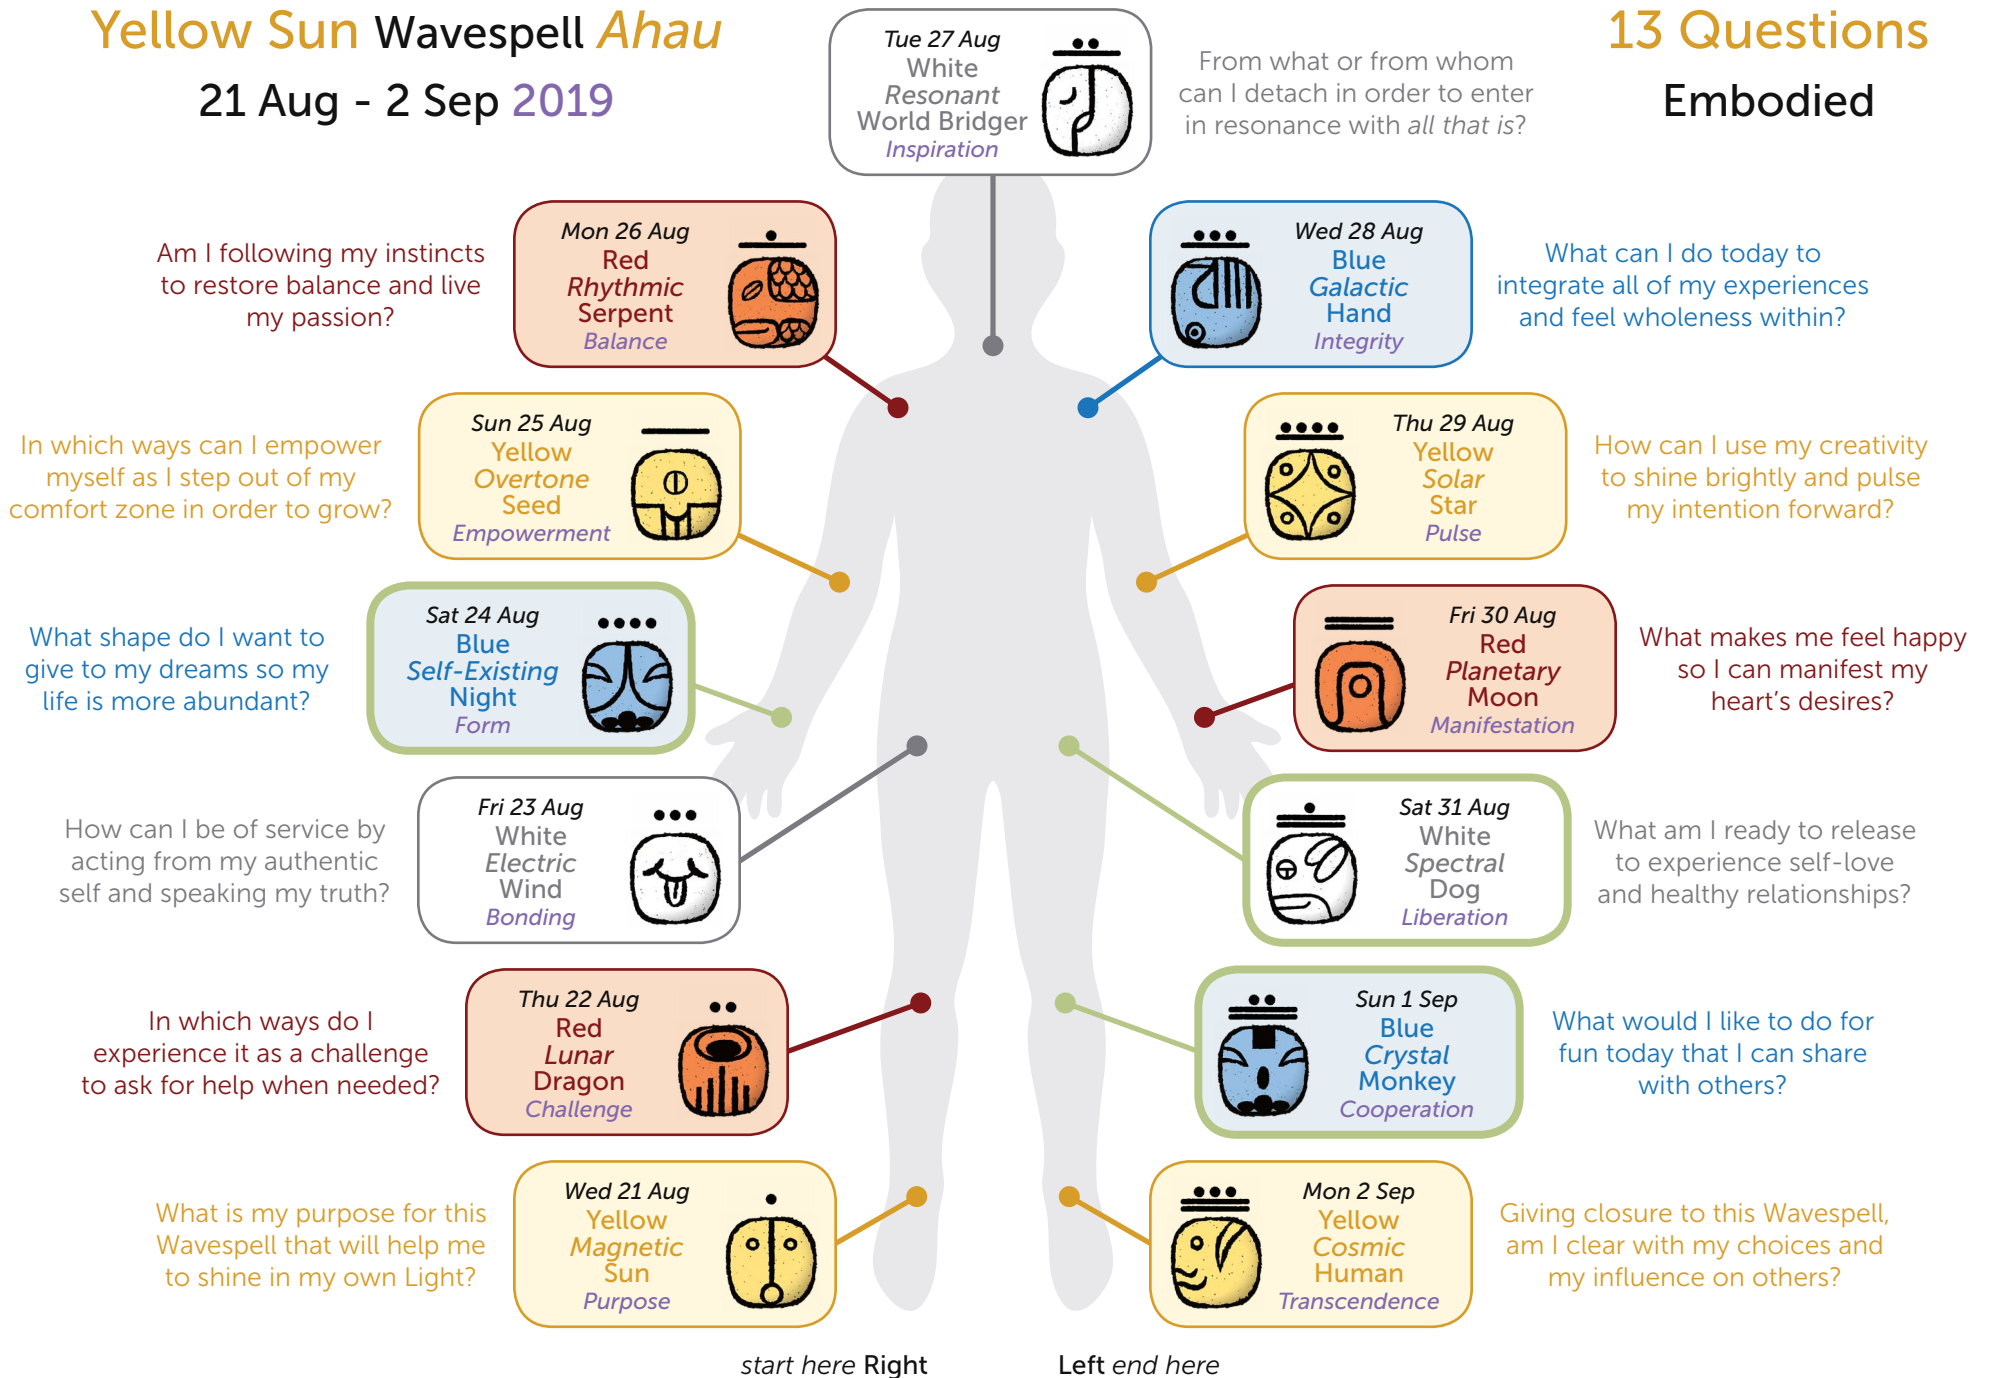 Yellow Sun Wavespell Ahau
21 Aug - 2 Sep 2019
13 Questions
Embodied
Tue 27 Aug
White
Resonant
World Bridger
Inspiration
From what or from whom
can I detach in order to enter
in resonance with all that is?
Am I following my instincts
to restore balance and live
my passion?
Mon 26 Aug
Red
Rhythmic
Serpent
Balance
Wed 28 Aug
Blue
Galactic
Hand
Integrity
What can I do today to
integrate all of my experiences
and feel wholeness within?
In which ways can I empower
myself as I step out of my
comfort zone in order to grow?
Sun 25 Aug
Yellow
Overtone
Seed
Empowerment
Thu 29 Aug
Yellow
Solar
Star
Pulse
How can I use my creativity
to shine brightly and pulse
my intention forward?
What shape do I want to
give to my dreams so my
life is more abundant?
Sat 24 Aug
Blue
Self-Existing
Night
Form
Fri 30 Aug
Red
Planetary
Moon
Manifestation
What makes me feel happy
so I can manifest my
heart's desires?
How can I be of service by
acting from my authentic
self and speaking my truth?
Fri 23 Aug
White
Electric
Wind
Bonding
Sat 31 Aug
White
Spectral
Dog
Liberation
What am I ready to release
to experience self-love
and healthy relationships?
In which ways do I
experience it as a challenge
to ask for help when needed?
Thu 22 Aug
Red
Lunar
Dragon
Challenge
Sun 1 Sep
Blue
Crystal
Monkey
Cooperation
What would I like to do for
fun today that I can share
with others?
What is my purpose for this
Wavespell that will help me
to shine in my own Light?
Wed 21 Aug
Yellow
Magnetic
Sun
Purpose
Mon 2 Sep
Yellow
Cosmic
Human
Transcendence
Giving closure to this Wavespell,
am I clear with my choices and
my influence on others?
start here Right
Left end here